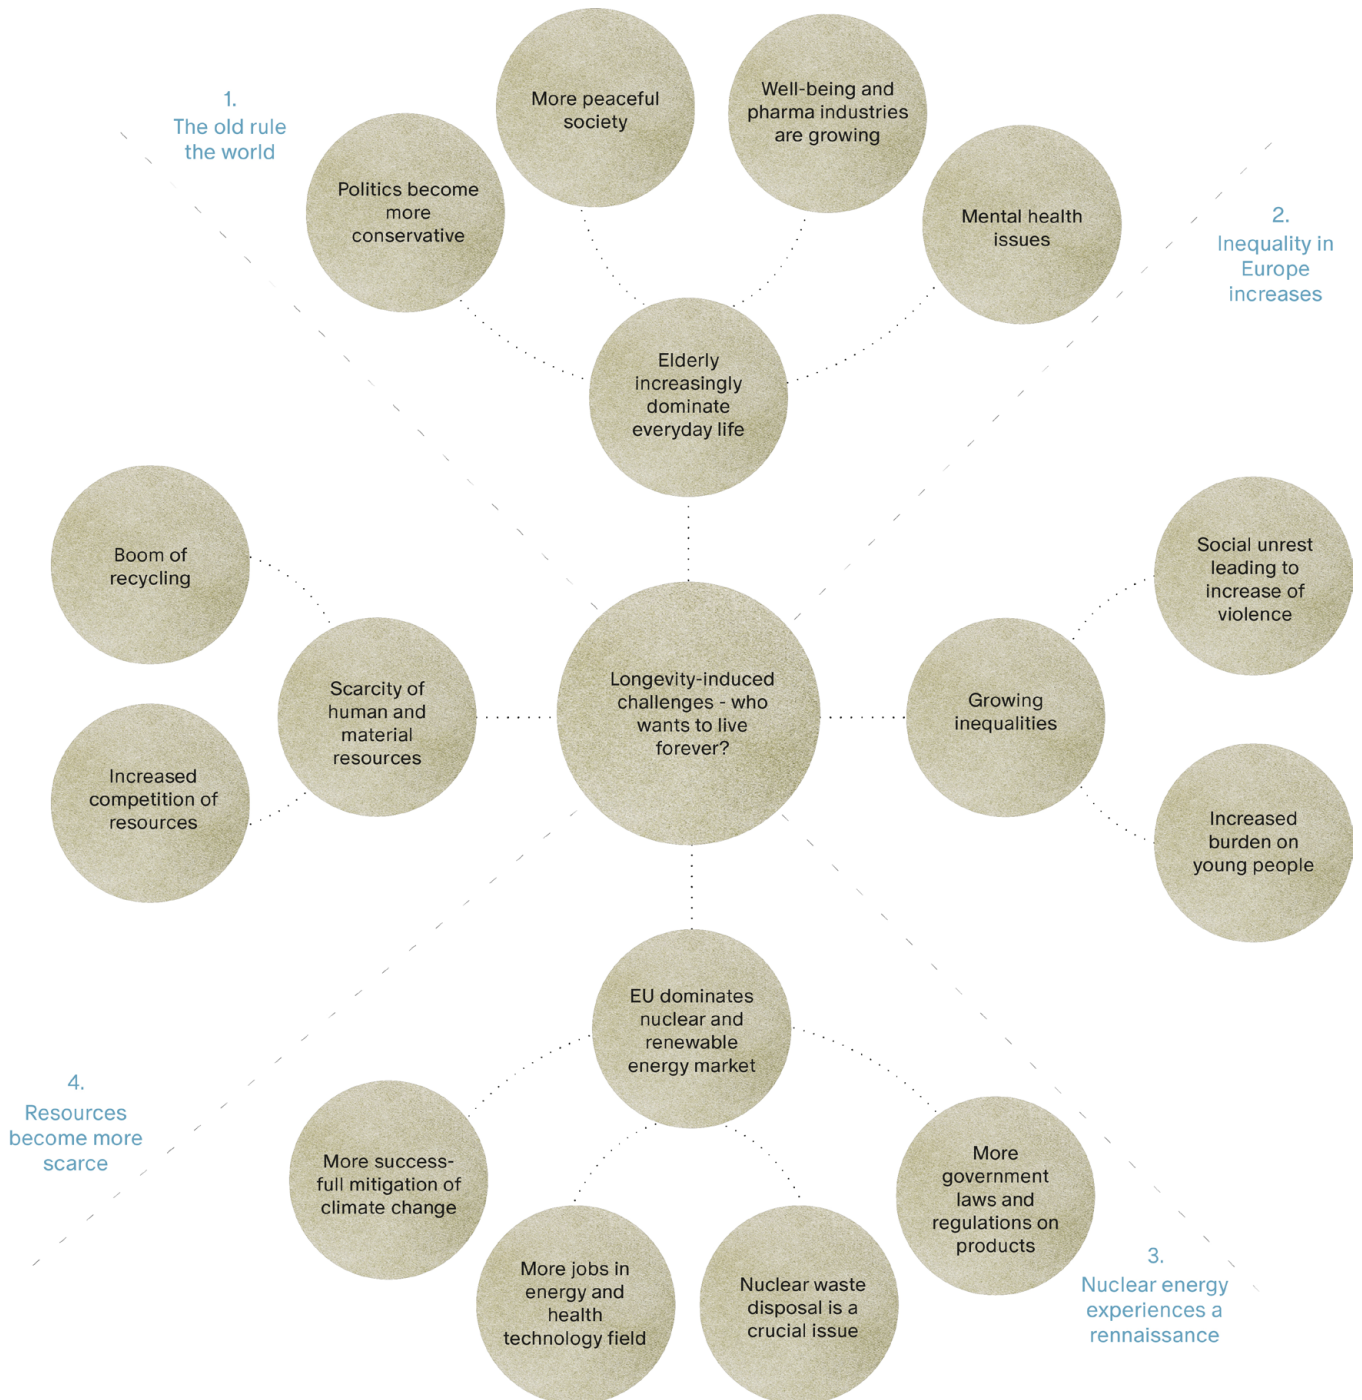 1.
The old rule
the world
More peaceful
society
Well-being and
pharma industries
are growing
Politics become
more
conservative
Mental health
issues
2.
Inequality in
Europe
increases
Elderly
increasingly
dominate
everyday life
Boom of
recycling
Social unrest
leading to
increase of
violence
Scarcity of
human and
material
resources
Longevity-induced
challenges - who
wants to live
forever?
Growing
inequalities
Increased
competition of
resources
Increased
burden on
young people
EU dominates
nuclear and
renewable
energy market
4.
Resources
become more
scarce
More success-
full mitigation of
climate change
More
government
laws and
regulations on
products
More jobs in
energy and
health
technology field
Nuclear waste
disposal is a
crucial issue
3.
Nuclear energy
experiences a
rennaissance